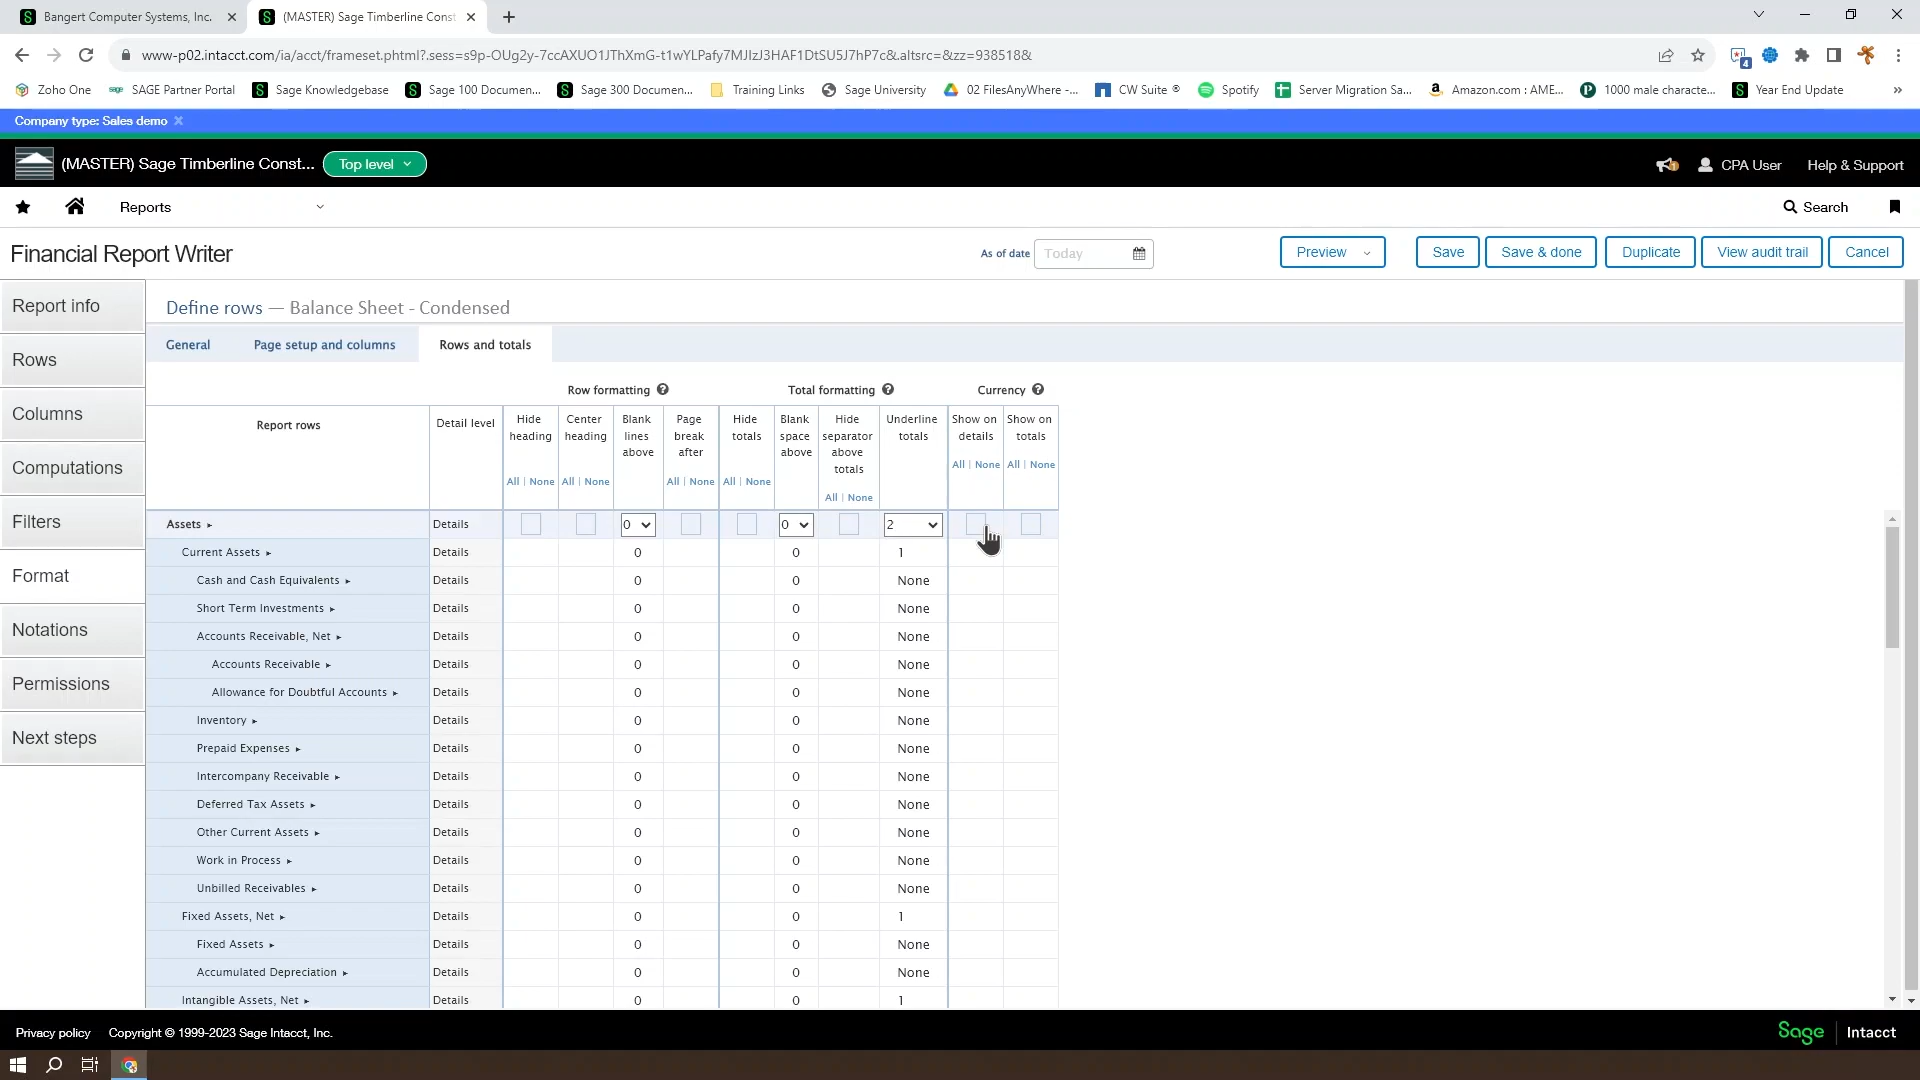 Bangert Computer Systems, Inc.
(MASTER) Sage Timberline Const
www-p02.intacct.com/ia/acct/frameset.phtml?.sess=s9p-OUg2y-7ccAXUO1JThXmG-t1wYLPafy7MJIzJ3HAF1DtSU5J7hP7c&.altsrc=&zz=938518&
4
Zoho One SAGE Partner Portal Sage Knowledgebase Sage 100 Documen... Sage 300 Documen... Training Links Sage University 02 FilesAnyWhere -... CW Suite ® Spotify Server Migration Sa... Amazon.com : AME... 1000 male characte... Year End Update »
Company type: Sales demo
(MASTER) Sage Timberline Const... Top level CPA User Help & Support
Reports Search
Financial Report Writer As of date Today Preview Save Save & done Duplicate View audit trail Cancel
Report info
Rows
Columns
Computations
Filters
Format
Notations
Permissions
Next steps
Define rows — Balance Sheet - Condensed
General Page setup and columns Rows and totals
Row formatting Total formatting Currency
Report rows Detail level
Hide heading All | None
Center heading All | None
Blank lines above
Page break after All | None
Hide totals All | None
Blank space above
Hide separator above totals All | None
Underline totals
Show on details All | None
Show on totals All | None
Assets Details 0 0 2
Current Assets Details 0 0 1
Cash and Cash Equivalents Details 0 0 None
Short Term Investments Details 0 0 None
Accounts Receivable, Net Details 0 0 None
Accounts Receivable Details 0 0 None
Allowance for Doubtful Accounts Details 0 0 None
Inventory Details 0 0 None
Prepaid Expenses Details 0 0 None
Intercompany Receivable Details 0 0 None
Deferred Tax Assets Details 0 0 None
Other Current Assets Details 0 0 None
Work in Process Details 0 0 None
Unbilled Receivables Details 0 0 None
Fixed Assets, Net Details 0 0 1
Fixed Assets Details 0 0 None
Accumulated Depreciation Details 0 0 None
Intangible Assets, Net Details 0 0 1
Privacy policy Copyright © 1999-2023 Sage Intacct, Inc. Sage Intacct